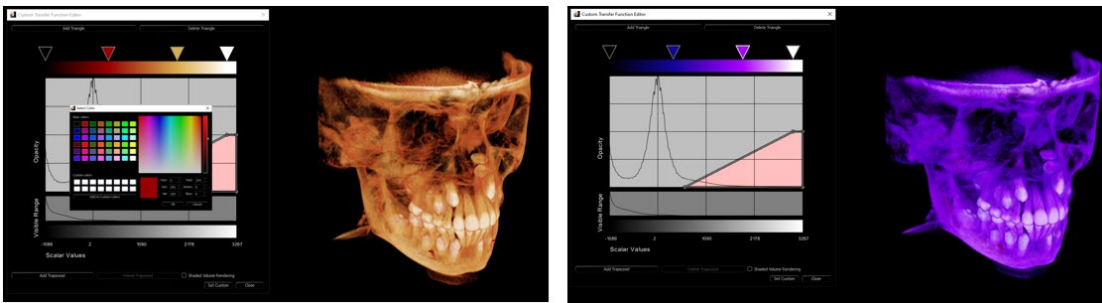 Custom Transfer Function Editor
Add Triangle
Delete Triangle
Select Color
Basic colors
Custom colors
Add to Custom Colors
OK
Cancel
Opacity
Visible Range
-1086
2
1090
2178
3267
Scalar Values
Add Trapezoid
Delete Trapezoid
Shaded Volume Rendering
Set Custom
Close
Custom Transfer Function Editor
Add Triangle
Delete Triangle
Opacity
Visible Range
-1086
2
1090
2178
3267
Scalar Values
Add Trapezoid
Delete Trapezoid
Shaded Volume Rendering
Set Custom
Close